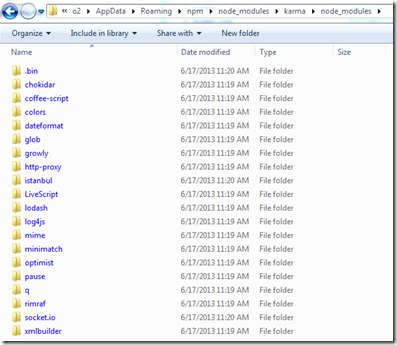 « o2 ▸ AppData ▸ Roaming ▸ npm ▸ node_modules ▸ karma ▸ node_modules ▸
Organize ▾ Include in library ▾ Share with ▾ New folder
Name Date modified Type Size
.bin 6/17/2013 11:20 AM File folder
chokidar 6/17/2013 11:19 AM File folder
coffee-script 6/17/2013 11:19 AM File folder
colors 6/17/2013 11:19 AM File folder
dateformat 6/17/2013 11:19 AM File folder
glob 6/17/2013 11:19 AM File folder
growly 6/17/2013 11:19 AM File folder
http-proxy 6/17/2013 11:19 AM File folder
istanbul 6/17/2013 11:20 AM File folder
LiveScript 6/17/2013 11:19 AM File folder
lodash 6/17/2013 11:19 AM File folder
log4js 6/17/2013 11:19 AM File folder
mime 6/17/2013 11:19 AM File folder
minimatch 6/17/2013 11:19 AM File folder
optimist 6/17/2013 11:19 AM File folder
pause 6/17/2013 11:19 AM File folder
q 6/17/2013 11:19 AM File folder
rimraf 6/17/2013 11:19 AM File folder
socket.io 6/17/2013 11:20 AM File folder
xmlbuilder 6/17/2013 11:19 AM File folder